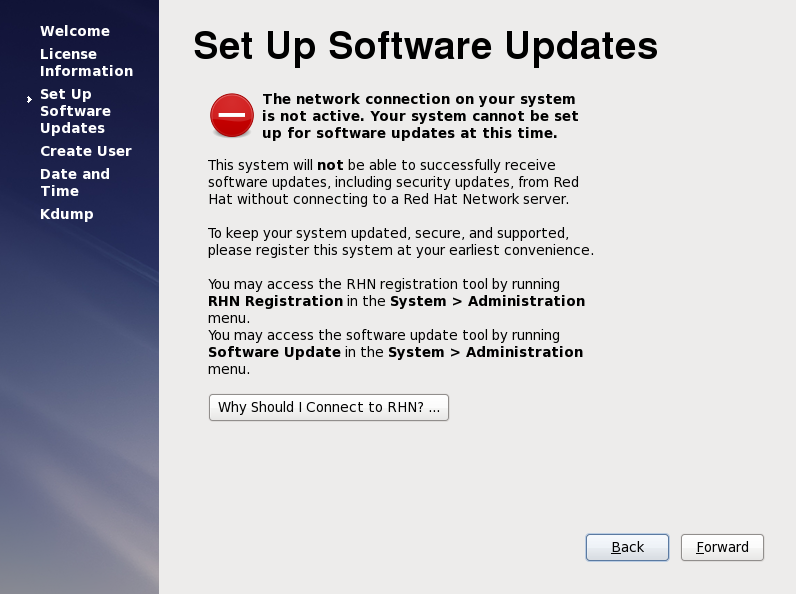 Welcome
License
Information
Set Up
Software
Updates
Create User
Date and
Time
Kdump
Set Up Software Updates
The network connection on your system
is not active. Your system cannot be set
up for software updates at this time.
This system will not be able to successfully receive
software updates, including security updates, from Red
Hat without connecting to a Red Hat Network server.
To keep your system updated, secure, and supported,
please register this system at your earliest convenience.
You may access the RHN registration tool by running
RHN Registration in the System > Administration
menu.
You may access the software update tool by running
Software Update in the System > Administration
menu.
Why Should I Connect to RHN? ...
Back
Forward